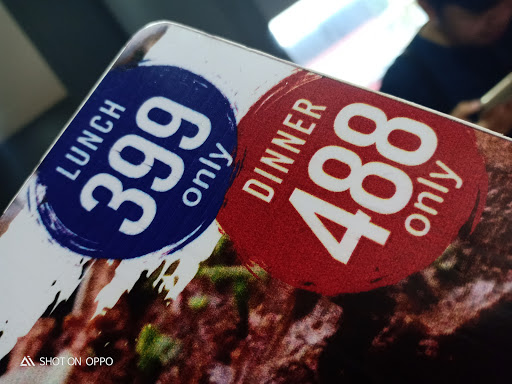 LUNCH
399
only
DINNER
488
only
SHOT ON OPPO